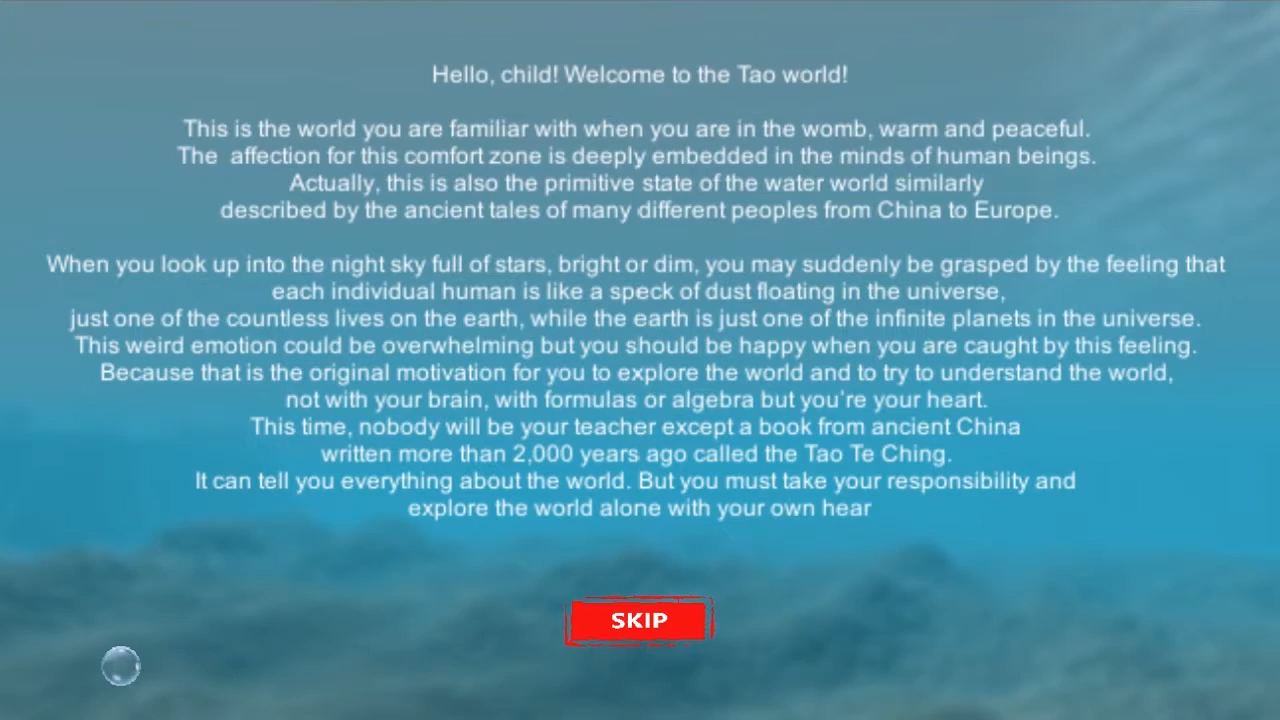 Hello, child! Welcome to the Tao world!
This is the world you are familiar with when you are in the womb, warm and peaceful.
The  affection for this comfort zone is deeply embedded in the minds of human beings.
Actually, this is also the primitive state of the water world similarly
described by the ancient tales of many different peoples from China to Europe.
When you look up into the night sky full of stars, bright or dim, you may suddenly be grasped by the feeling that
each individual human is like a speck of dust floating in the universe,
just one of the countless lives on the earth, while the earth is just one of the infinite planets in the universe.
This weird emotion could be overwhelming but you should be happy when you are caught by this feeling.
Because that is the original motivation for you to explore the world and to try to understand the world,
not with your brain, with formulas or algebra but you're your heart.
This time, nobody will be your teacher except a book from ancient China
written more than 2,000 years ago called the Tao Te Ching.
It can tell you everything about the world. But you must take your responsibility and
explore the world alone with your own hear
SKIP